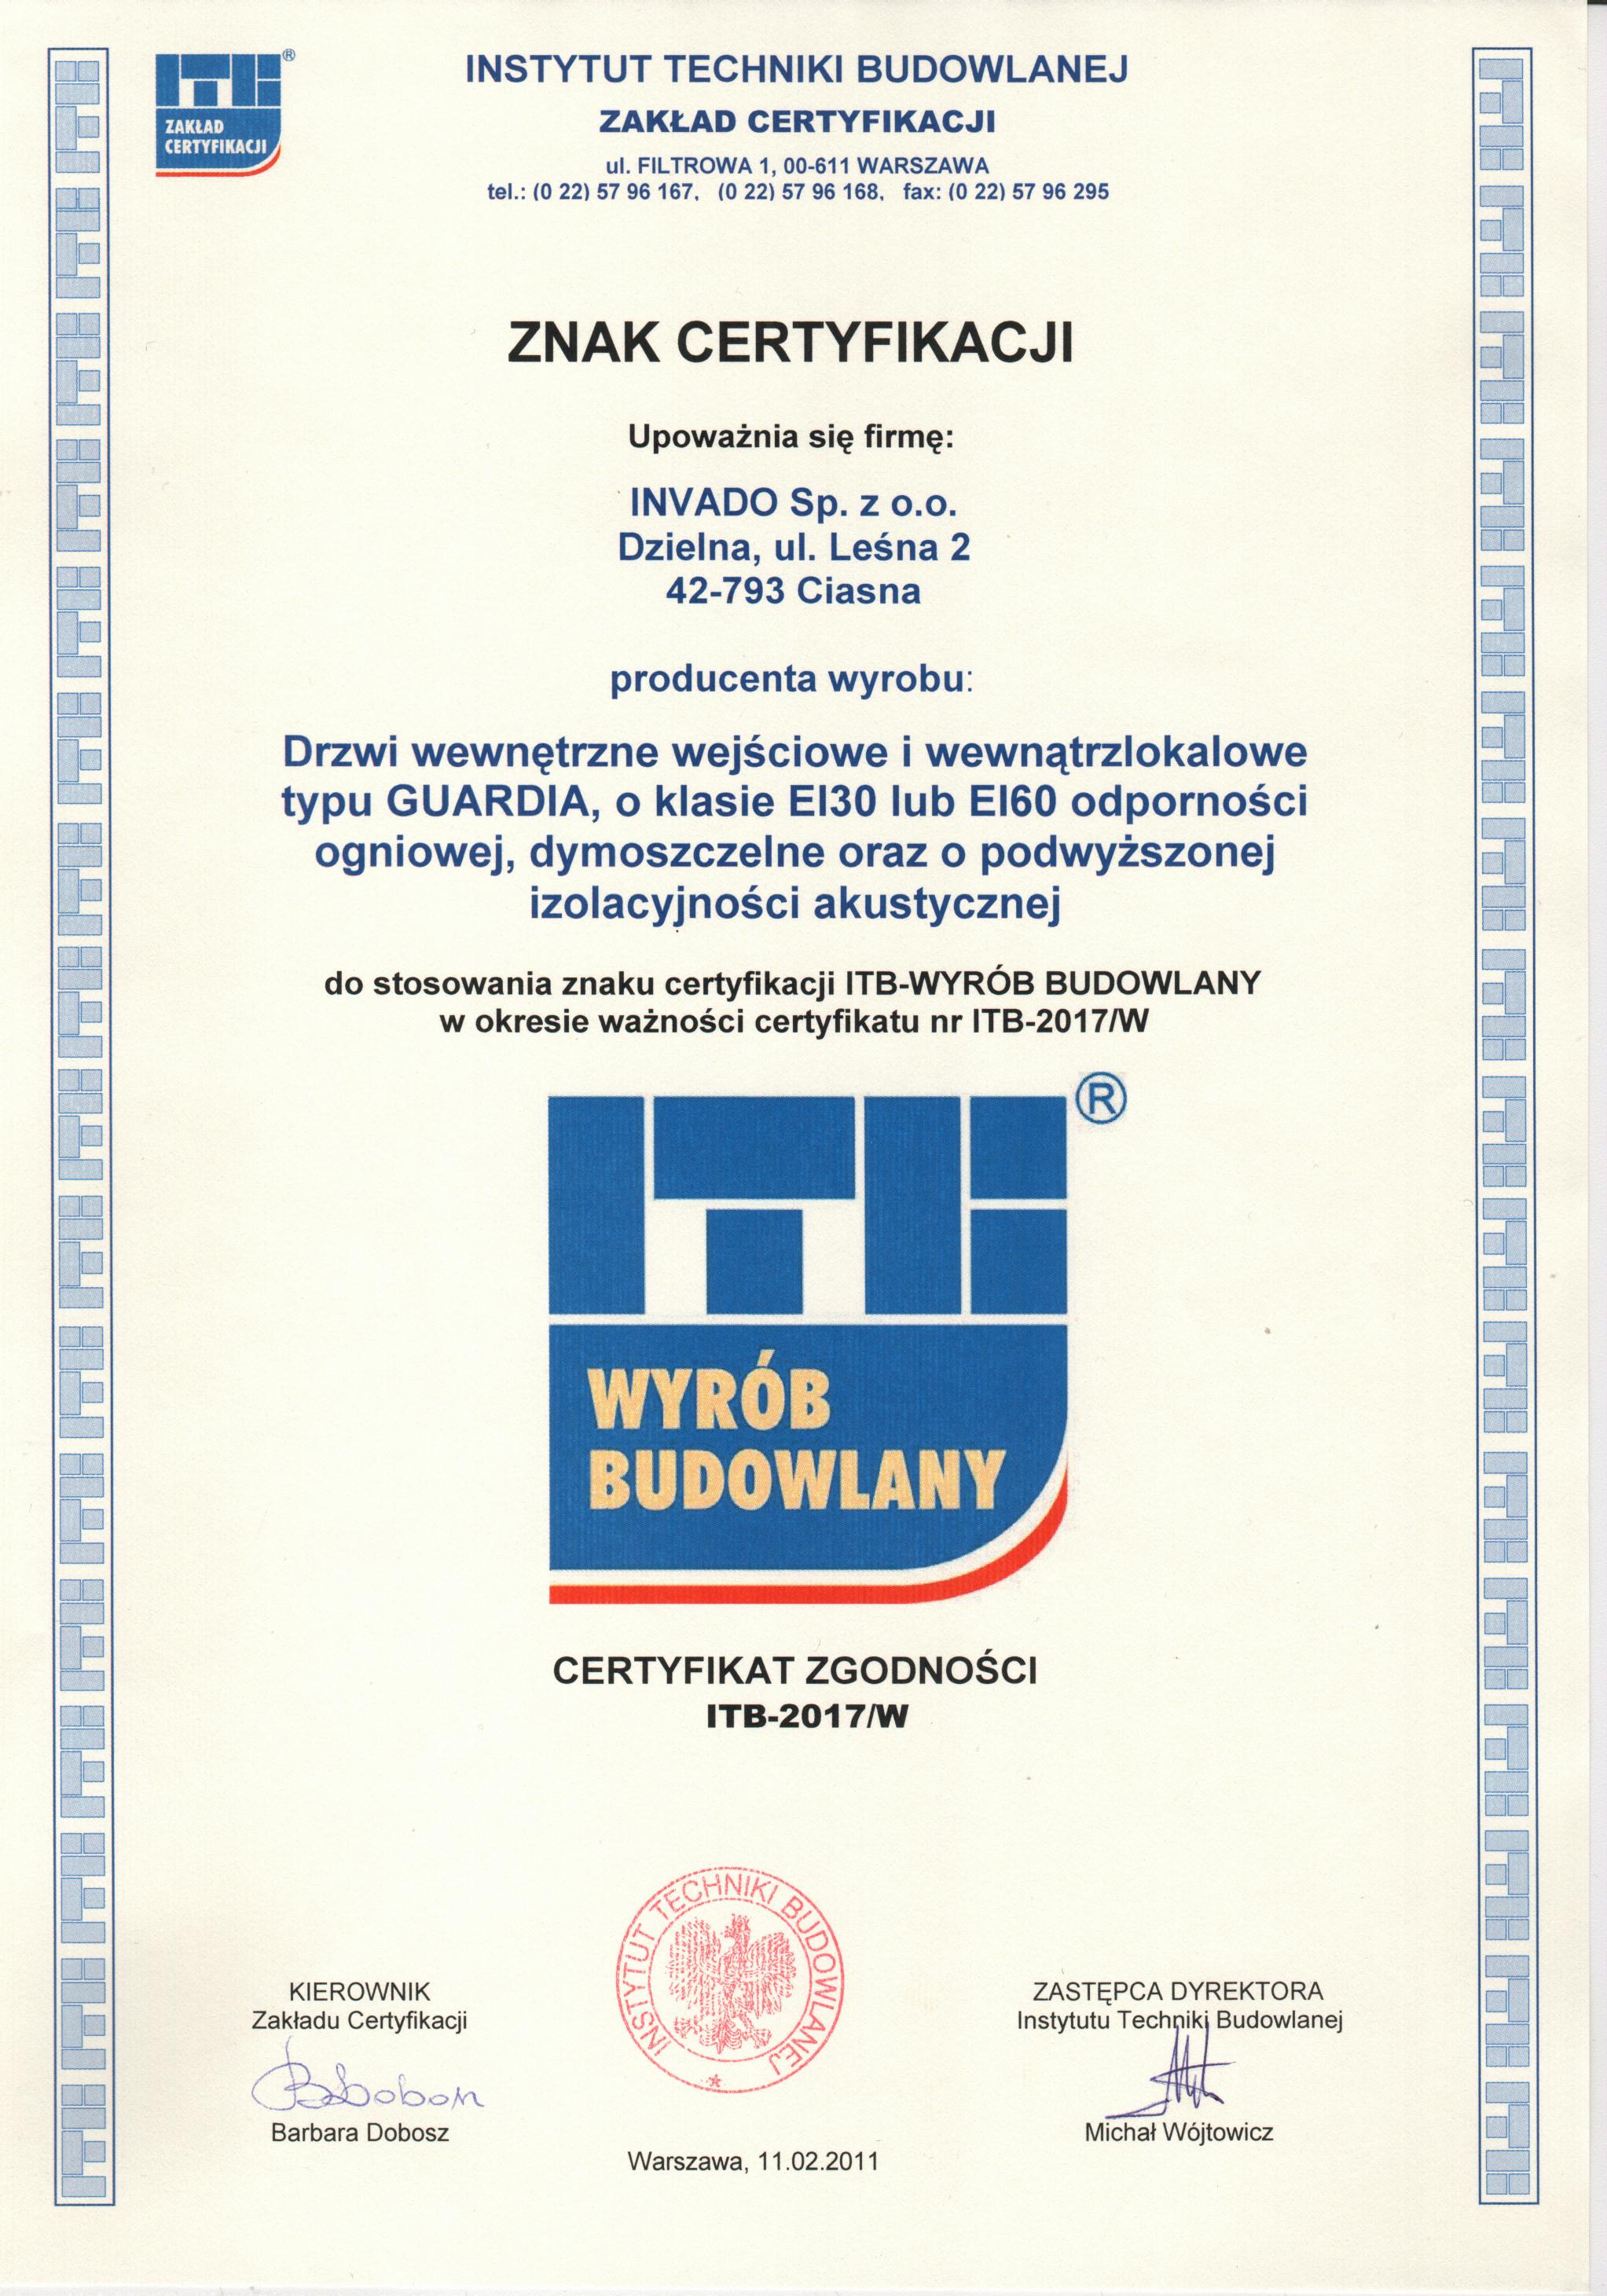 ITB ®
ZAKŁAD
CERTYFIKACJI
INSTYTUT TECHNIKI BUDOWLANEJ
ZAKŁAD CERTYFIKACJI
ul. FILTROWA 1, 00-611 WARSZAWA
tel.: (0 22) 57 96 167, (0 22) 57 96 168, fax: (0 22) 57 96 295
ZNAK CERTYFIKACJI
Upoważnia się firmę:
INVADO Sp. z o.o.
Dzielna, ul. Leśna 2
42-793 Ciasna
producenta wyrobu:
Drzwi wewnętrzne wejściowe i wewnątrzlokalowe
typu GUARDIA, o klasie EI30 lub EI60 odporności
ogniowej, dymoszczelne oraz o podwyższonej
izolacyjności akustycznej
do stosowania znaku certyfikacji ITB-WYRÓB BUDOWLANY
w okresie ważności certyfikatu nr ITB-2017/W
ITB ®
WYRÓB
BUDOWLANY
CERTYFIKAT ZGODNOŚCI
ITB-2017/W
INSTYTUT TECHNIKI BUDOWLANEJ
KIEROWNIK
Zakładu Certyfikacji
Barbara Dobosz
ZASTĘPCA DYREKTORA
Instytutu Techniki Budowlanej
Michał Wójtowicz
Warszawa, 11.02.2011